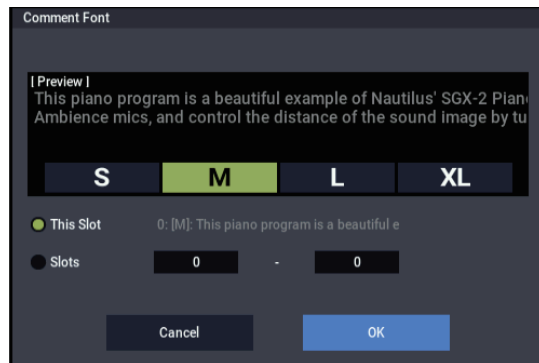 Comment Font
[ Preview ]
This piano program is a beautiful example of Nautilus' SGX-2 Pian
Ambience mics, and control the distance of the sound image by tu
S M L XL
This Slot 0: [M]: This piano program is a beautiful e
Slots 0 - 0
Cancel OK